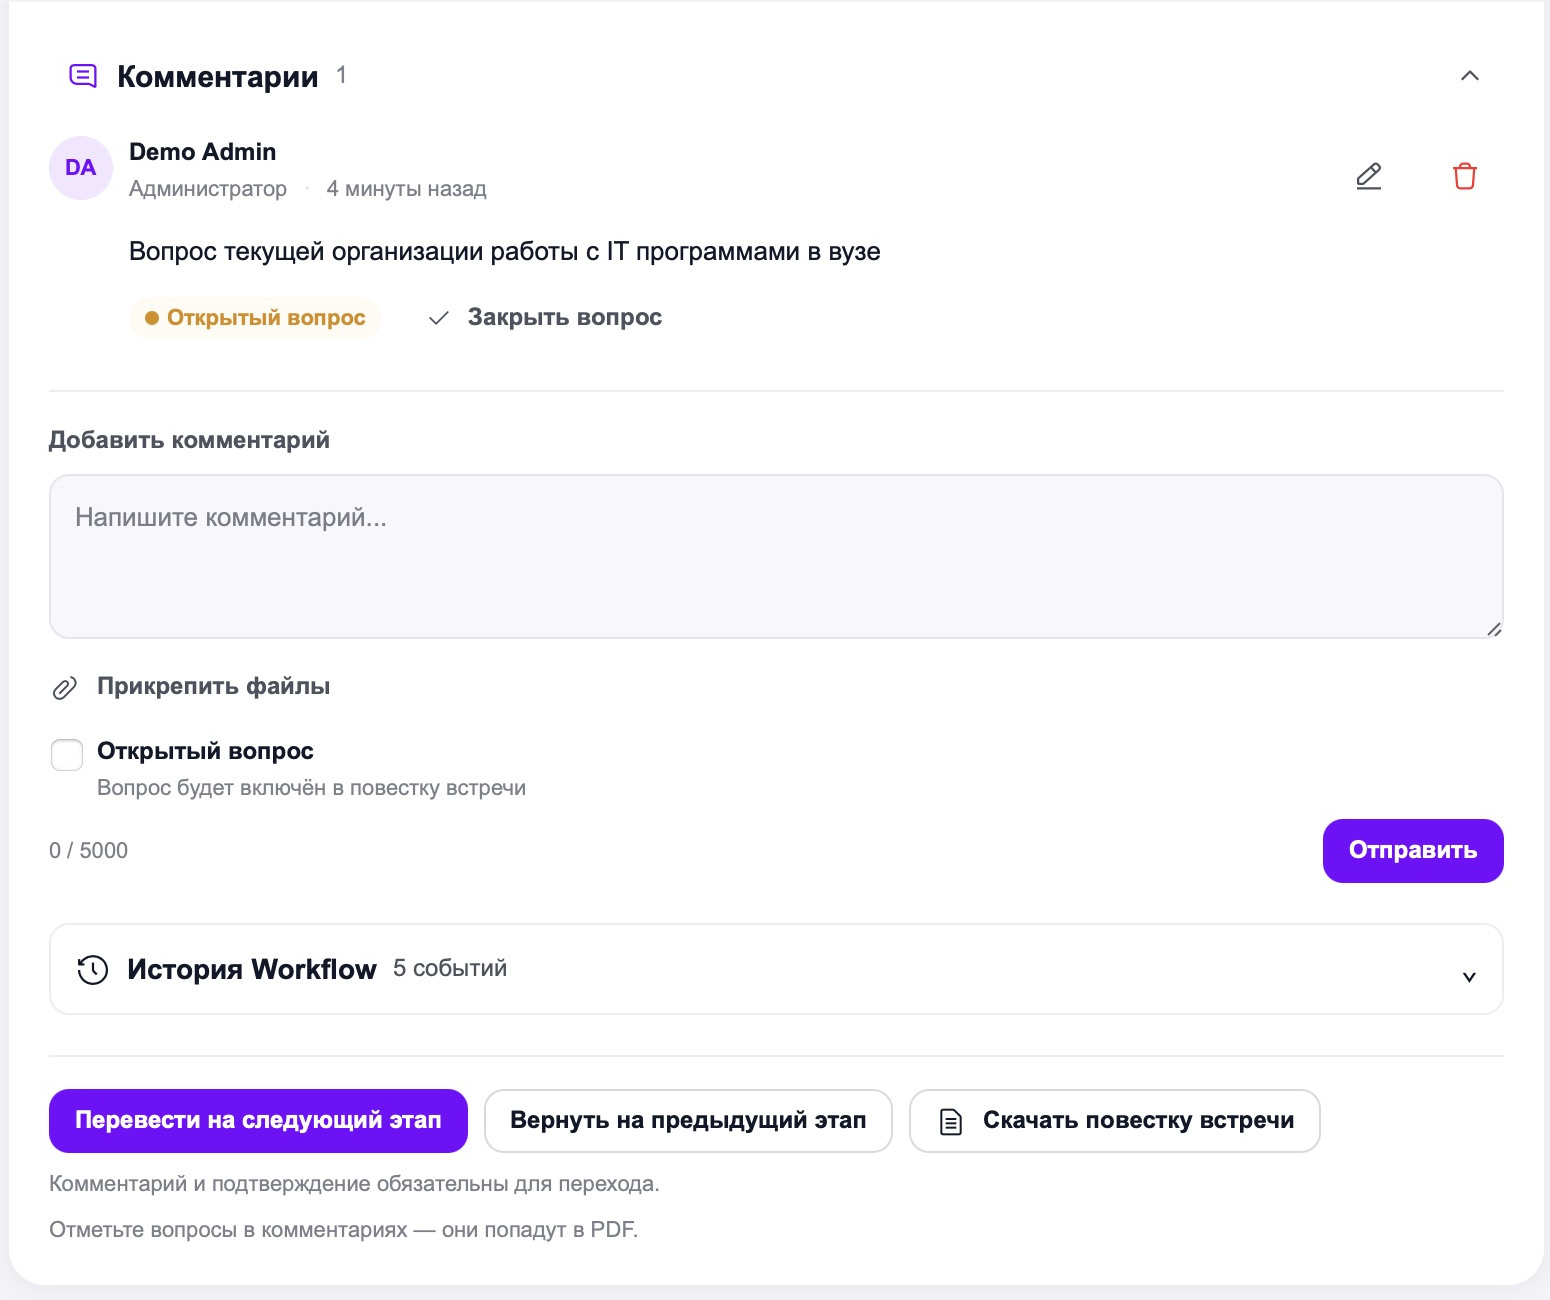 Комментарии 1
DA
Demo Admin
Администратор · 4 минуты назад
Вопрос текущей организации работы с IT программами в вузе
Открытый вопрос
Закрыть вопрос
Добавить комментарий
Напишите комментарий...
Прикрепить файлы
Открытый вопрос
Вопрос будет включён в повестку встречи
0 / 5000
Отправить
История Workflow 5 событий
Перевести на следующий этап
Вернуть на предыдущий этап
Скачать повестку встречи
Комментарий и подтверждение обязательны для перехода.
Отметьте вопросы в комментариях — они попадут в PDF.